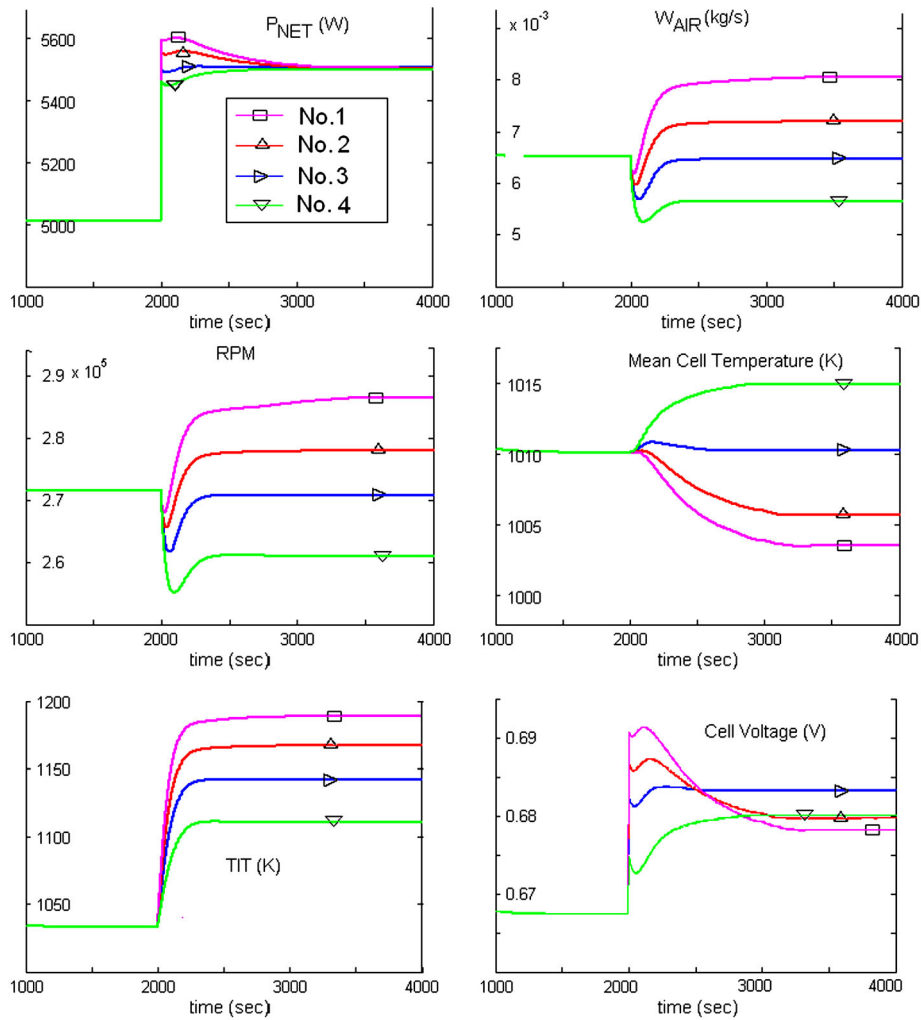 P_NET (W)
5600
5400
5200
5000
No.1
No. 2
No. 3
No. 4
1000 2000 3000 4000
time (sec)
W_AIR (kg/s)
x 10^-3
8
7
6
5
1000 2000 3000 4000
time (sec)
RPM
2.9 x 10^5
2.8
2.7
2.6
1000 2000 3000 4000
time (sec)
Mean Cell Temperature (K)
1015
1010
1005
1000
1000 2000 3000 4000
time (sec)
TIT (K)
1200
1150
1100
1050
1000 2000 3000 4000
time (sec)
Cell Voltage (V)
0.69
0.68
0.67
1000 2000 3000 4000
time (sec)